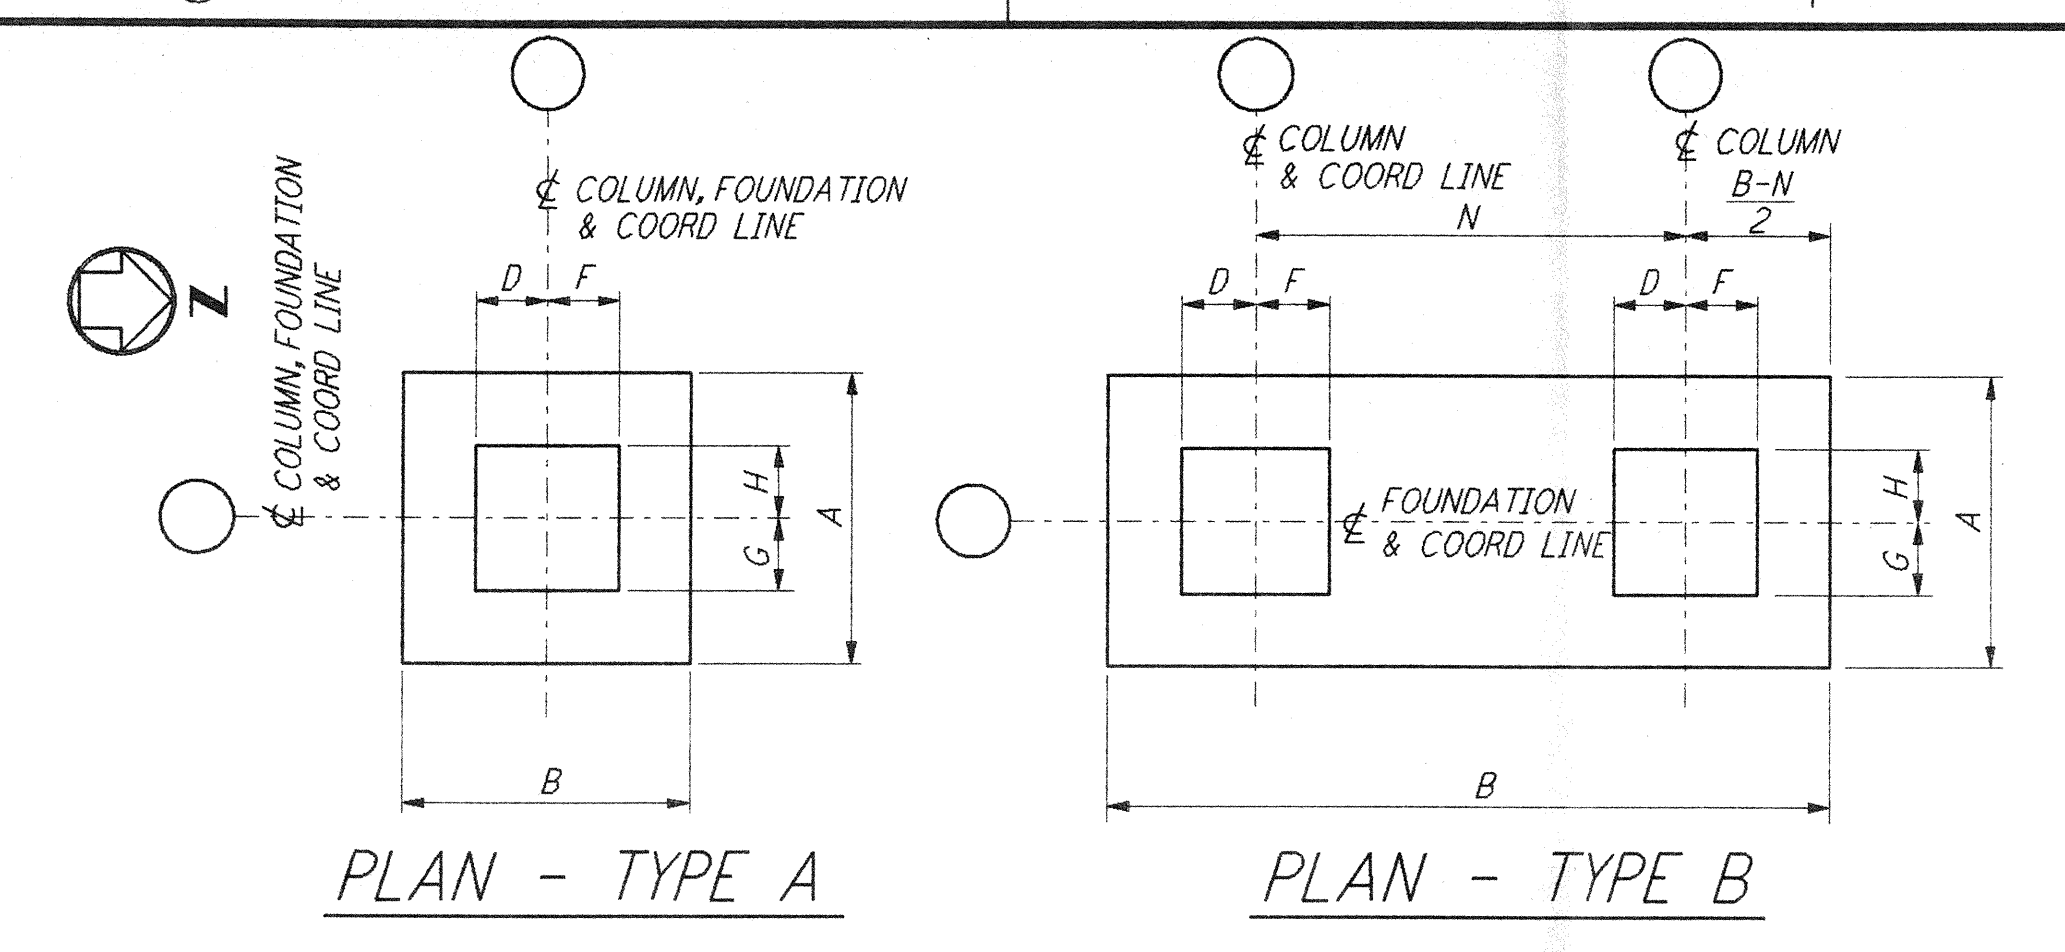 N
℄ COLUMN, FOUNDATION
& COORD LINE
℄ COLUMN, FOUNDATION
& COORD LINE
D
F
H
G
A
B
PLAN - TYPE A
℄ COLUMN
& COORD LINE
℄ COLUMN
B-N
2
N
D
F
D
F
℄ FOUNDATION
& COORD LINE
H
G
A
B
PLAN - TYPE B